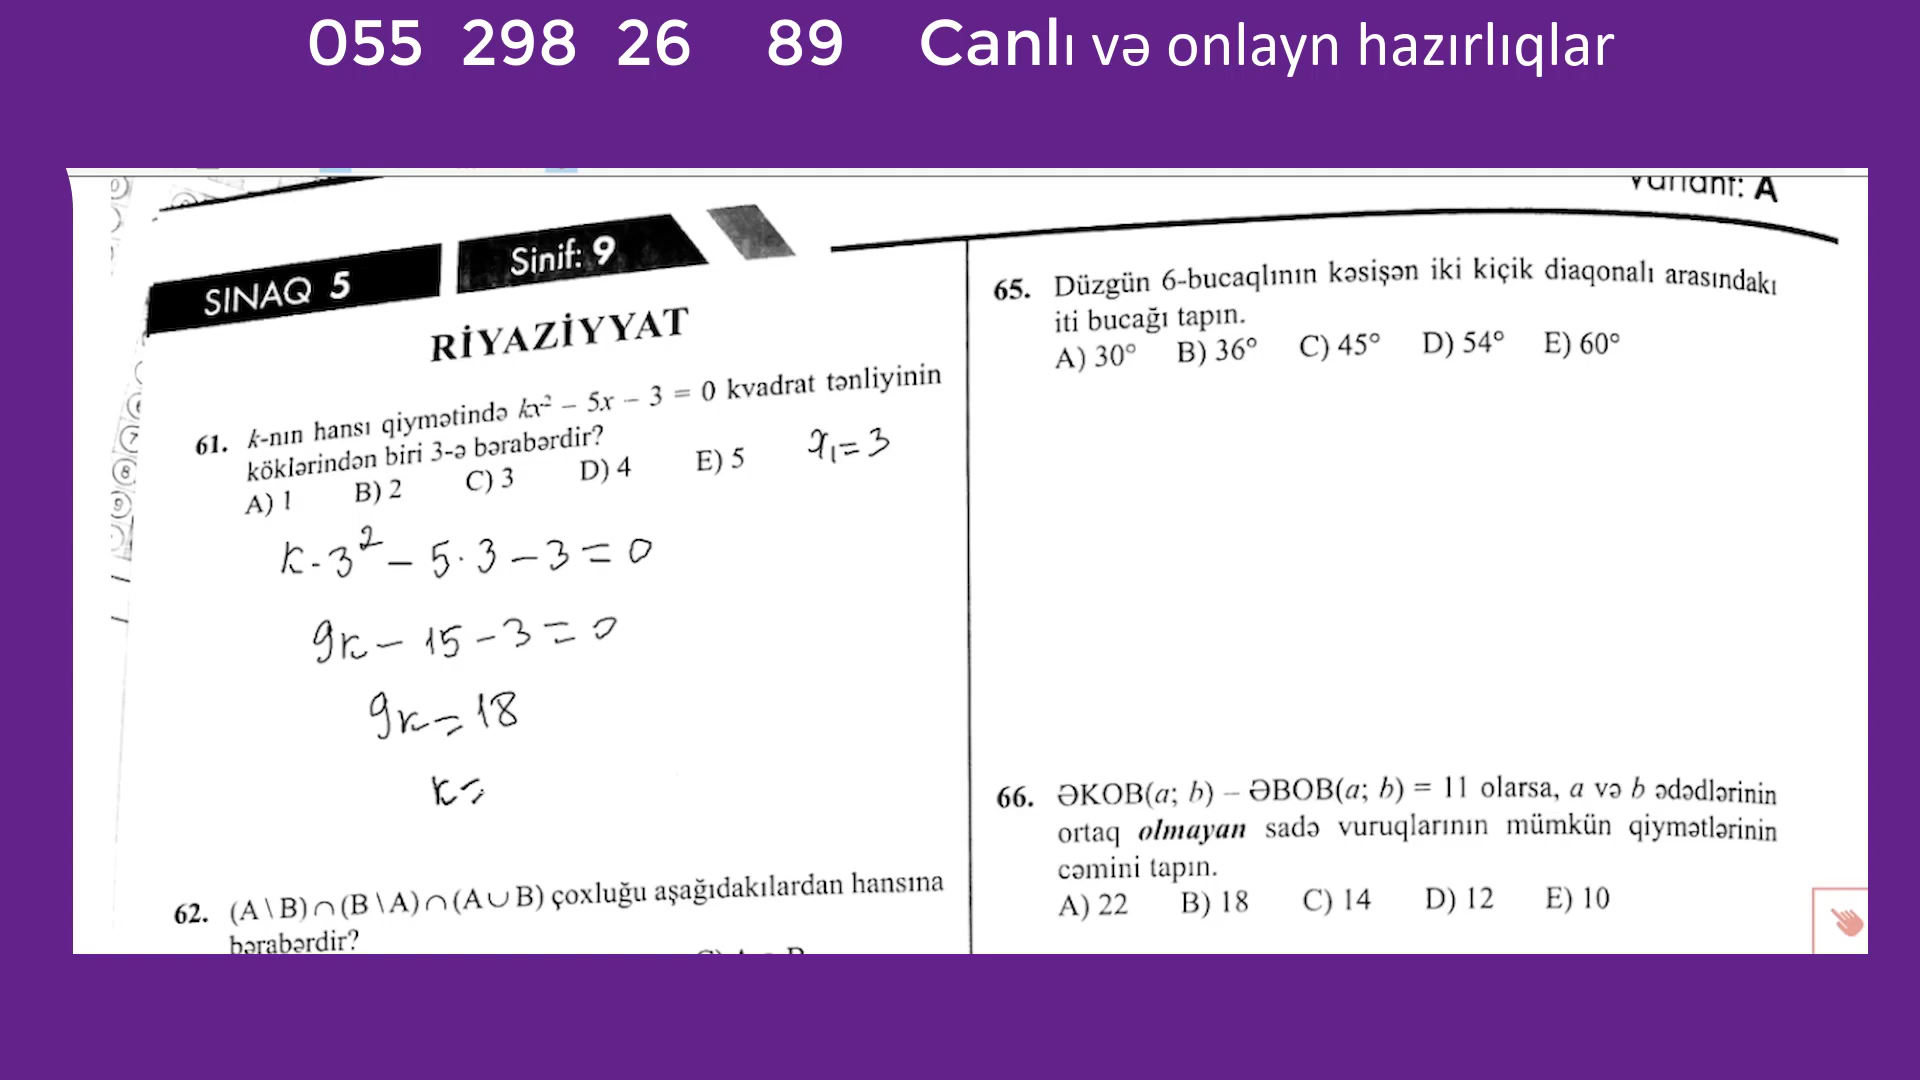 055 298 26 89 Canlı və onlayn hazırlıqlar
Variant: A
SINAQ 5
Sinif: 9
RİYAZİYYAT
61. k-nın hansı qiymətində kx² – 5x – 3 = 0 kvadrat tənliyinin
köklərindən biri 3-ə bərabərdir?
A) 1 B) 2 C) 3 D) 4 E) 5
x₁ = 3
k · 3² – 5 · 3 – 3 = 0
9k – 15 – 3 = 0
9k = 18
k =
62. (A \ B) ∩ (B \ A) ∩ (A ∪ B) çoxluğu aşağıdakılardan hansına
bərabərdir?
65. Düzgün 6-bucaqlının kəsişən iki kiçik diaqonalı arasındakı
iti bucağı tapın.
A) 30° B) 36° C) 45° D) 54° E) 60°
66. ƏKOB(a; b) – ƏBOB(a; b) = 11 olarsa, a və b ədədlərinin
ortaq olmayan sadə vuruqlarının mümkün qiymətlərinin
cəmini tapın.
A) 22 B) 18 C) 14 D) 12 E) 10